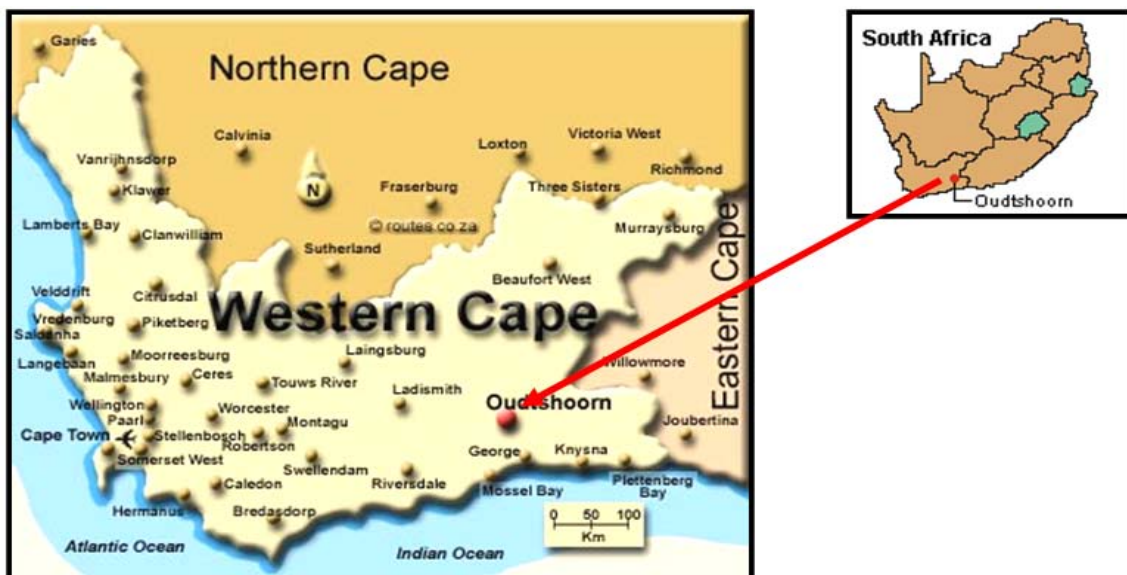 Garies
Northern Cape
Calvinia
Loxton
Victoria West
Richmond
Vanrijhnsdorp
Klawer
N
Fraserburg
Three Sisters
© routes.co.za
Murraysburg
Lamberts Bay
Clanwilliam
Sutherland
Beaufort West
Eastern Cape
Citrusdal
Velddrift
Western Cape
Vredenburg
Piketberg
Saldanha
Langebaan
Moorreesburg
Laingsburg
Willowmore
Malmesbury
Ceres
Touws River
Ladismith
Oudtshoorn
Wellington
Paarl
Worcester
Montagu
Joubertina
Cape Town
Stellenbosch
Robertson
George
Knysna
Somerset West
Swellendam
Riversdale
Mossel Bay
Plettenberg
Bay
Caledon
Hermanus
Bredasdorp
0 50 100
Km
Atlantic Ocean
Indian Ocean
South Africa
Oudtshoorn